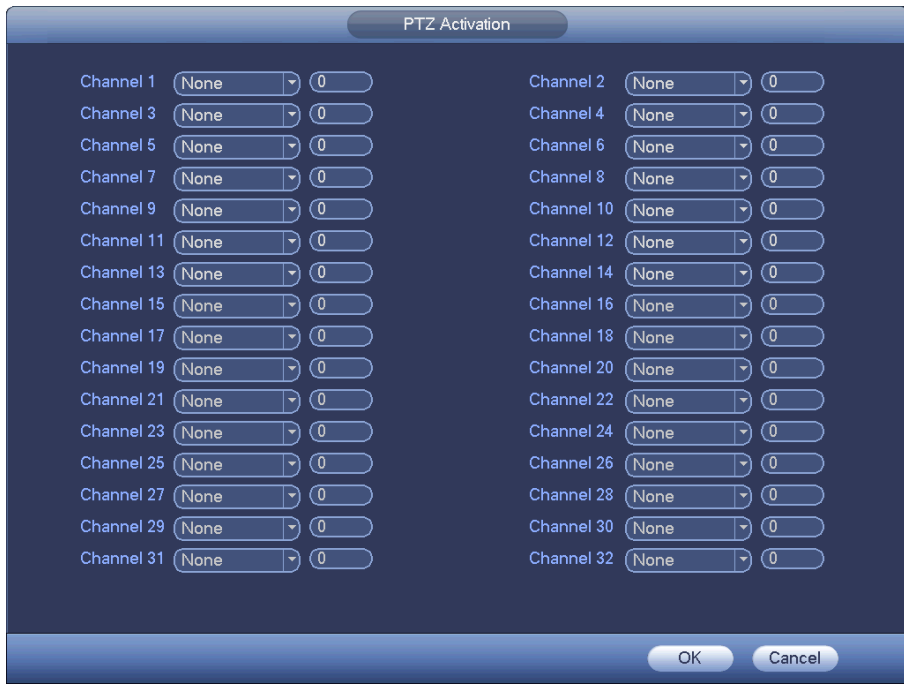 PTZ Activation
Channel 1 None 0 Channel 2 None 0
Channel 3 None 0 Channel 4 None 0
Channel 5 None 0 Channel 6 None 0
Channel 7 None 0 Channel 8 None 0
Channel 9 None 0 Channel 10 None 0
Channel 11 None 0 Channel 12 None 0
Channel 13 None 0 Channel 14 None 0
Channel 15 None 0 Channel 16 None 0
Channel 17 None 0 Channel 18 None 0
Channel 19 None 0 Channel 20 None 0
Channel 21 None 0 Channel 22 None 0
Channel 23 None 0 Channel 24 None 0
Channel 25 None 0 Channel 26 None 0
Channel 27 None 0 Channel 28 None 0
Channel 29 None 0 Channel 30 None 0
Channel 31 None 0 Channel 32 None 0
OK Cancel